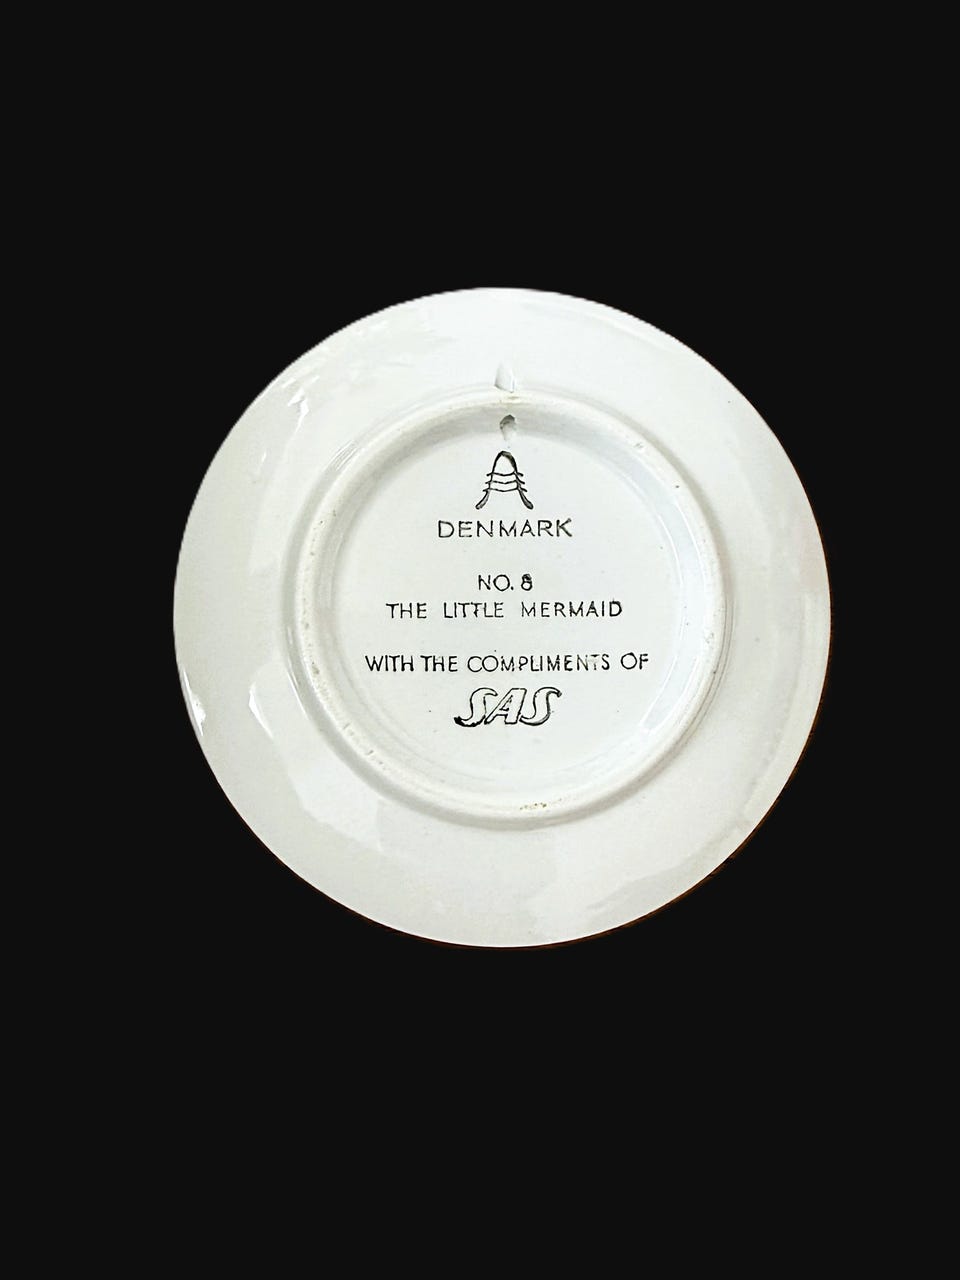 DENMARK
NO. 8
THE LITTLE MERMAID
WITH THE COMPLIMENTS OF
SAS